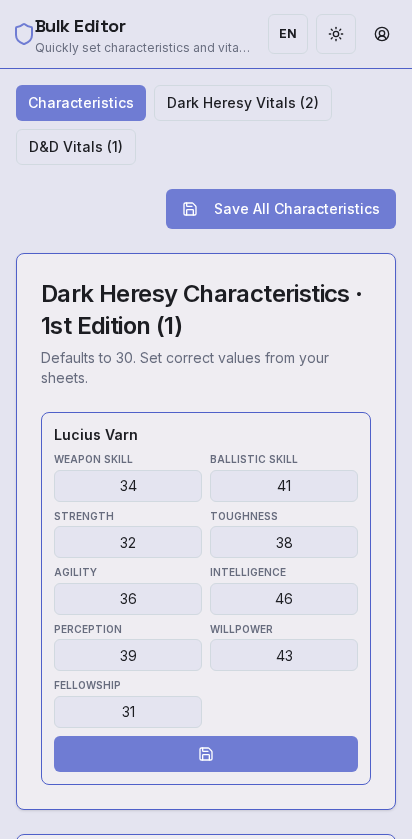 Bulk Editor
Quickly set characteristics and vita...
EN
Characteristics
Dark Heresy Vitals (2)
D&D Vitals (1)
Save All Characteristics
Dark Heresy Characteristics ·
1st Edition (1)
Defaults to 30. Set correct values from your
sheets.
Lucius Varn
WEAPON SKILL
BALLISTIC SKILL
34
41
STRENGTH
TOUGHNESS
32
38
AGILITY
INTELLIGENCE
36
46
PERCEPTION
WILLPOWER
39
43
FELLOWSHIP
31